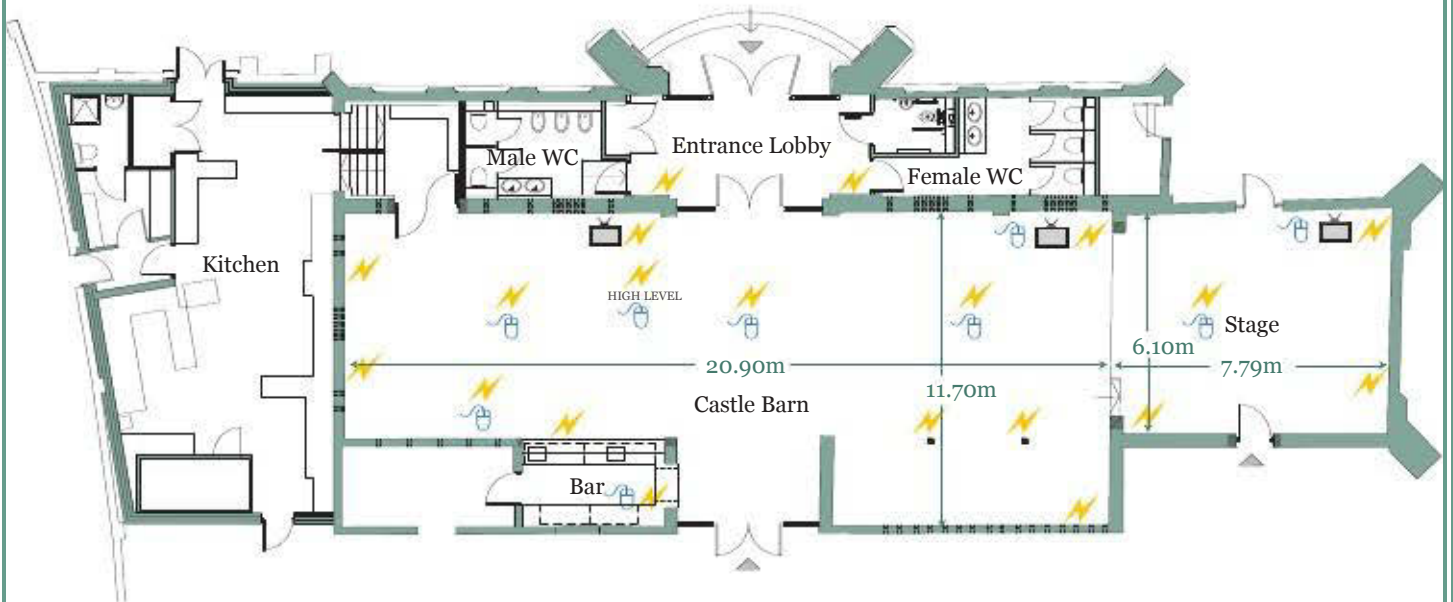 Entrance Lobby
Male WC
Female WC
Kitchen
HIGH LEVEL
Stage
6.10m
20.90m
7.79m
11.70m
Castle Barn
Bar